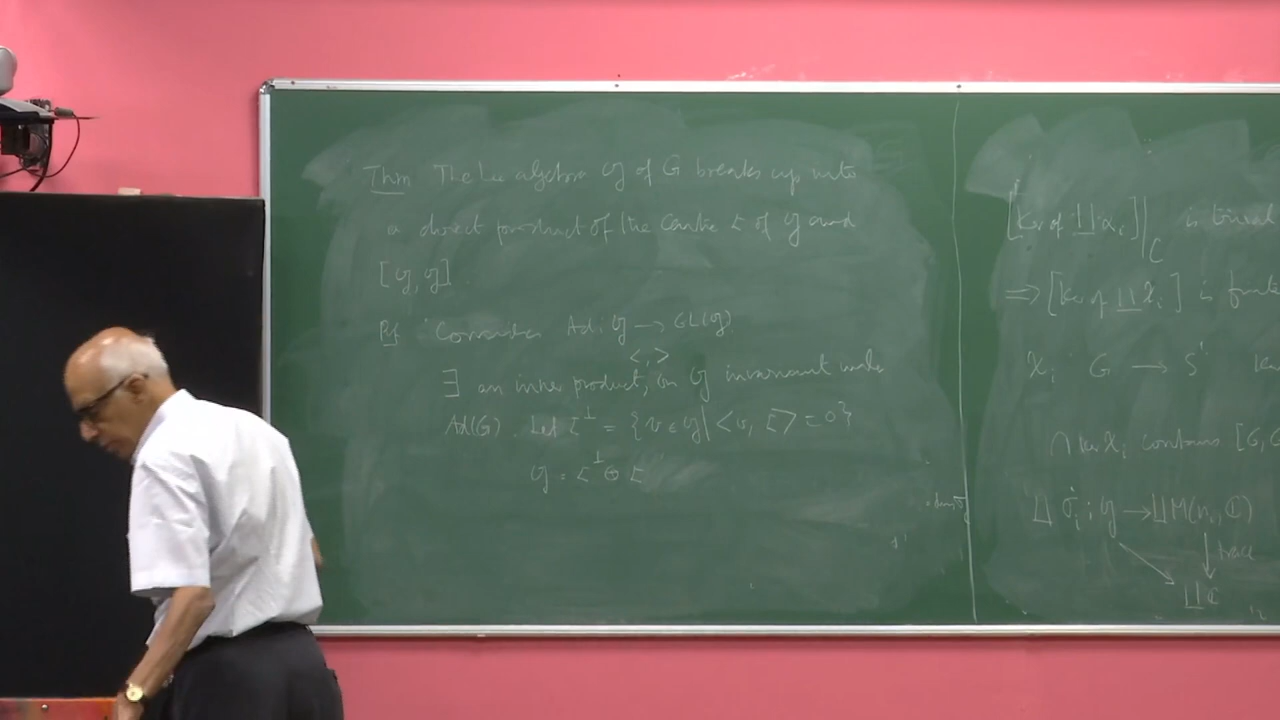 Thm The Lie algebra 𝔤 of G breaks up into
a direct product of the centre 𝔠 of 𝔤 and
[𝔤, 𝔤].
Pf Consider Ad: 𝔤 → GL(𝔤)
∃ an inner product, < , > on 𝔤 invariant under
Ad(G). Let 𝔠^⊥ = {v ∈ 𝔤 | <v, 𝔠> = 0}
𝔤 = 𝔠^⊥ ⊕ 𝔠
[Ker of ∐ α_i]|_C is trivial
⇒ [Ker of ∐ χ_i] is finite
χ_i G → S^1
∩ ker χ_i contains [G, G
∐ σ̇_i : 𝔤 → ∐ M(n_i, ℂ)
trace
∐ ℂ